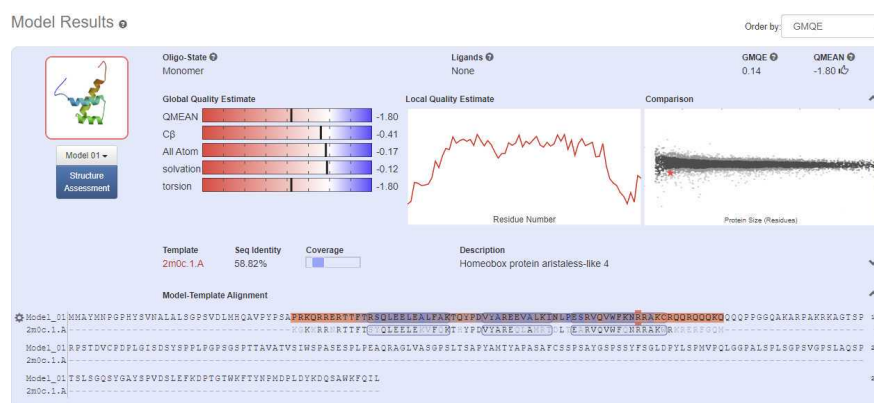 Model Results
Order by: GMQE
Oligo-State
Monomer
Ligands
None
GMQE
0.14
QMEAN
-1.80
Model 01
Structure Assessment
Global Quality Estimate
QMEAN -1.80
Cβ -0.41
All Atom -0.17
solvation -0.12
torsion -1.80
Local Quality Estimate
Residue Number
Comparison
Protein Size (Residues)
Template
2m0c.1.A
Seq Identity
58.82%
Coverage
Description
Homeobox protein aristaless-like 4
Model-Template Alignment
Model_01
2m0c.1.A
Model_01
2m0c.1.A
Model_01 TSLSGQSYGAYSPVDSLEFKDPTGTWKFTYNPMDPLDYKDQSAWKFQIL
2m0c.1.A